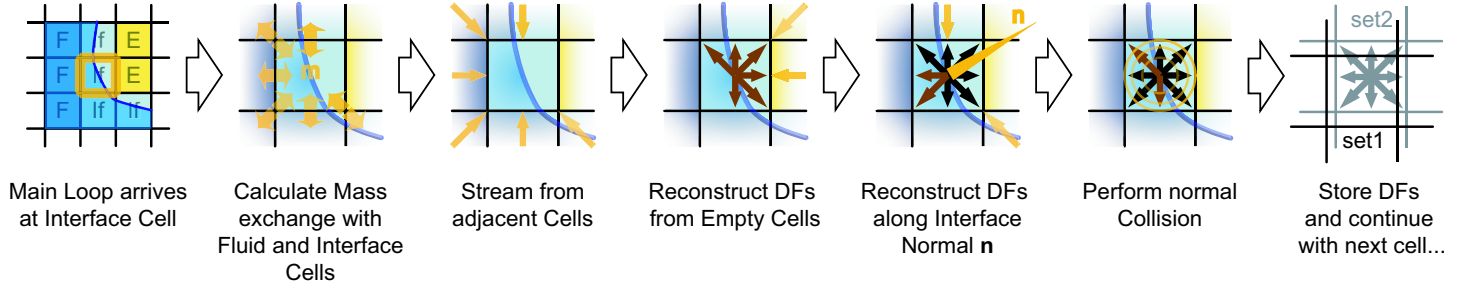 F If E
F If E
F If If
m
n
set2
set1
Main Loop arrives
at Interface Cell
Calculate Mass
exchange with
Fluid and Interface
Cells
Stream from
adjacent Cells
Reconstruct DFs
from Empty Cells
Reconstruct DFs
along Interface
Normal n
Perform normal
Collision
Store DFs
and continue
with next cell...